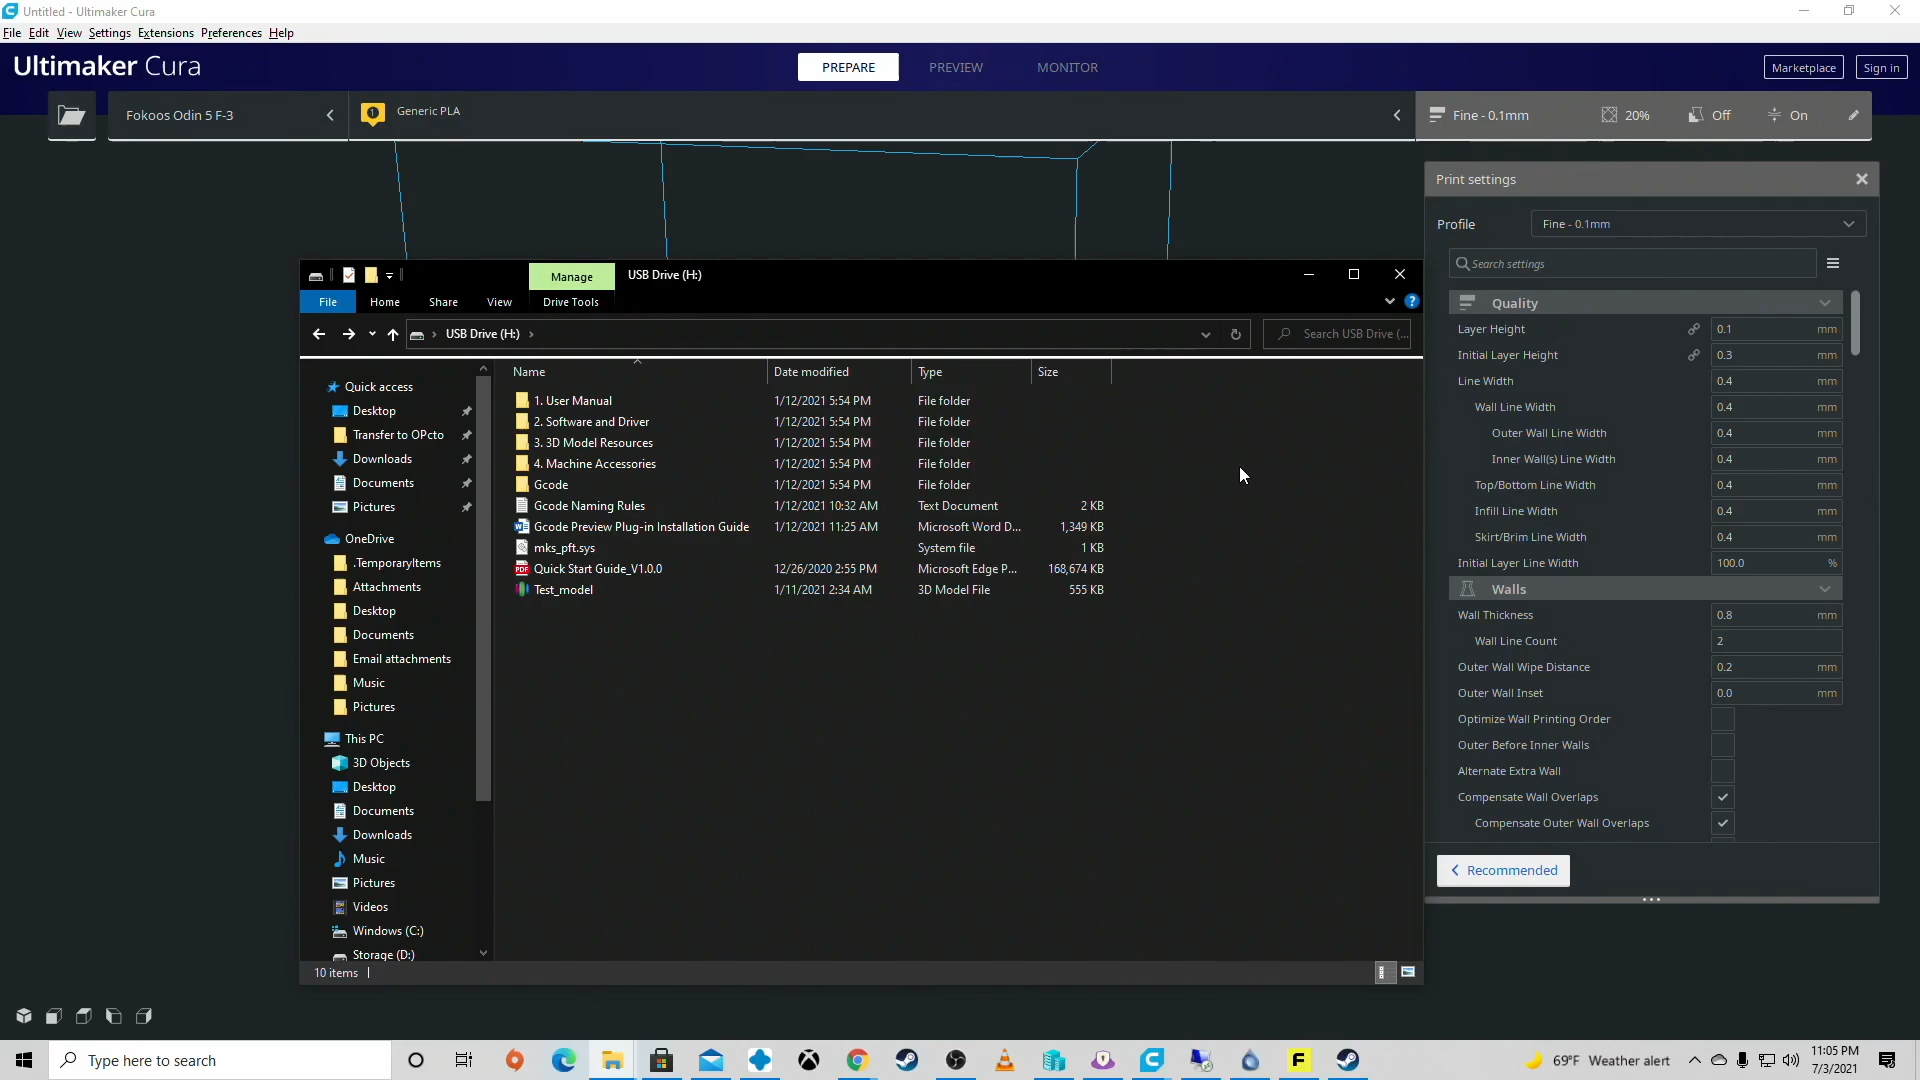 Untitled - Ultimaker Cura
File Edit View Settings Extensions Preferences Help
Ultimaker Cura
PREPARE PREVIEW MONITOR
Marketplace Sign in
Fokoos Odin 5 F-3
1 Generic PLA
Fine - 0.1mm 20% Off On
Print settings
Profile Fine - 0.1mm
Search settings
Quality
Layer Height 0.1 mm
Initial Layer Height 0.3 mm
Line Width 0.4 mm
Wall Line Width 0.4 mm
Outer Wall Line Width 0.4 mm
Inner Wall(s) Line Width 0.4 mm
Top/Bottom Line Width 0.4 mm
Infill Line Width 0.4 mm
Skirt/Brim Line Width 0.4 mm
Initial Layer Line Width 100.0 %
Walls
Wall Thickness 0.8 mm
Wall Line Count 2
Outer Wall Wipe Distance 0.2 mm
Outer Wall Inset 0.0 mm
Optimize Wall Printing Order
Outer Before Inner Walls
Alternate Extra Wall
Compensate Wall Overlaps
Compensate Outer Wall Overlaps
Recommended
Manage USB Drive (H:)
File Home Share View Drive Tools
USB Drive (H:) Search USB Drive (...
Name Date modified Type Size
1. User Manual 1/12/2021 5:54 PM File folder
2. Software and Driver 1/12/2021 5:54 PM File folder
3. 3D Model Resources 1/12/2021 5:54 PM File folder
4. Machine Accessories 1/12/2021 5:54 PM File folder
Gcode 1/12/2021 5:54 PM File folder
Gcode Naming Rules 1/12/2021 10:32 AM Text Document 2 KB
Gcode Preview Plug-in Installation Guide 1/12/2021 11:25 AM Microsoft Word D... 1,349 KB
mks_pft.sys System file 1 KB
Quick Start Guide_V1.0.0 12/26/2020 2:55 PM Microsoft Edge P... 168,674 KB
Test_model 1/11/2021 2:34 AM 3D Model File 555 KB
Quick access
Desktop
Transfer to OPcto
Downloads
Documents
Pictures
OneDrive
.TemporaryItems
Attachments
Desktop
Documents
Email attachments
Music
Pictures
This PC
3D Objects
Desktop
Documents
Downloads
Music
Pictures
Videos
Windows (C:)
Storage (D:)
10 items
Type here to search
69°F Weather alert
11:05 PM
7/3/2021